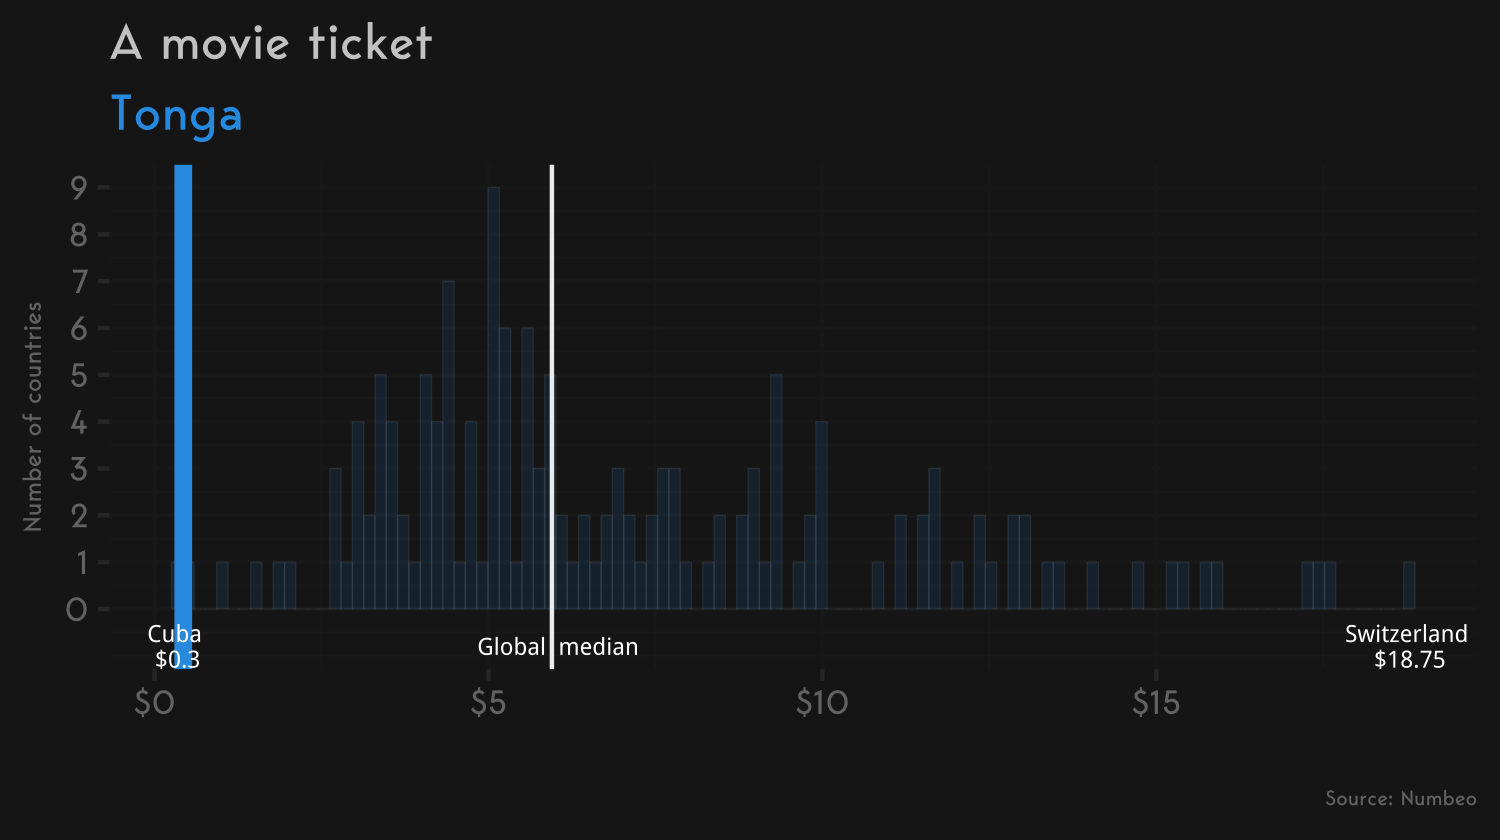 A movie ticket
Tonga
Number of countries
9
8
7
6
5
4
3
2
1
0
Cuba
$0.3
Global median
Switzerland
$18.75
$0 $5 $10 $15
Source: Numbeo